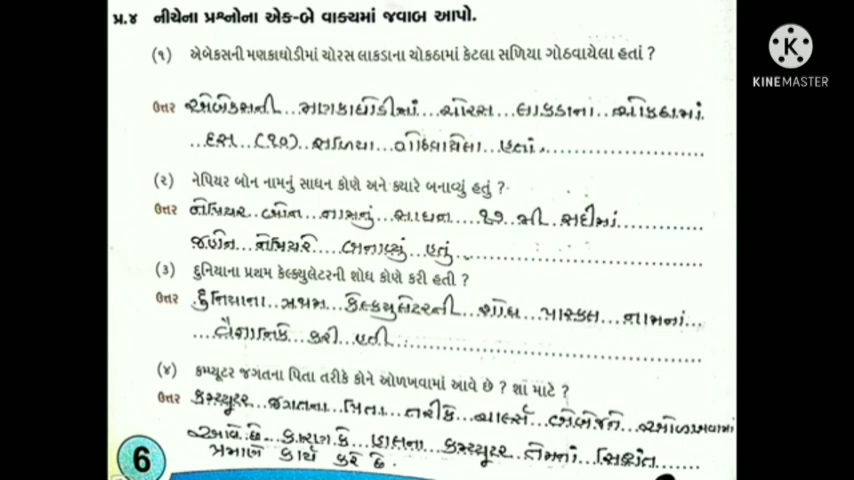 પ્ર.૪ નીચેના પ્રશ્નોના એક-બે વાક્યમાં જવાબ આપો.
K
KINEMASTER
(૧) એબેકસની મણકાઘોડીમાં ચોરસ લાકડાના ચોકઠામાં કેટલા સળિયા ગોઠવાયેલા હતાં ?
ઉત્તર એબેકસની મણકાઘોડીમાં ચોરસ લાકડાના ચોકઠામાં
દસ (૧૦) સળિયા ગોઠવાયેલા હતાં.
(૨) નેપિયર બોન નામનું સાધન કોણે અને ક્યારે બનાવ્યું હતું ?
ઉત્તર નેપિયર બોન નામનું સાધન ૧૭ મી સદીમાં
જહોન નેપિયરે બનાવ્યું હતું.
(૩) દુનિયાના પ્રથમ કેલ્ક્યુલેટરની શોધ કોણે કરી હતી ?
ઉત્તર દુનિયાના પ્રથમ કેલ્ક્યુલેટરની શોધ પાસ્કલ નામનાં
વૈજ્ઞાનિકે કરી હતી
(૪) કમ્પ્યૂટર જગતના પિતા તરીકે કોને ઓળખવામાં આવે છે ? શાં માટે ?
ઉત્તર કમ્પ્યૂટર જગતના પિતા તરીકે ચાર્લ્સ બેબેજને ઓળખવામાં
આવે છે. કારણ કે હાલના કમ્પ્યૂટર તેમનાં સિદ્ધાંત
પ્રમાણે કાર્ય કરે છે.
6